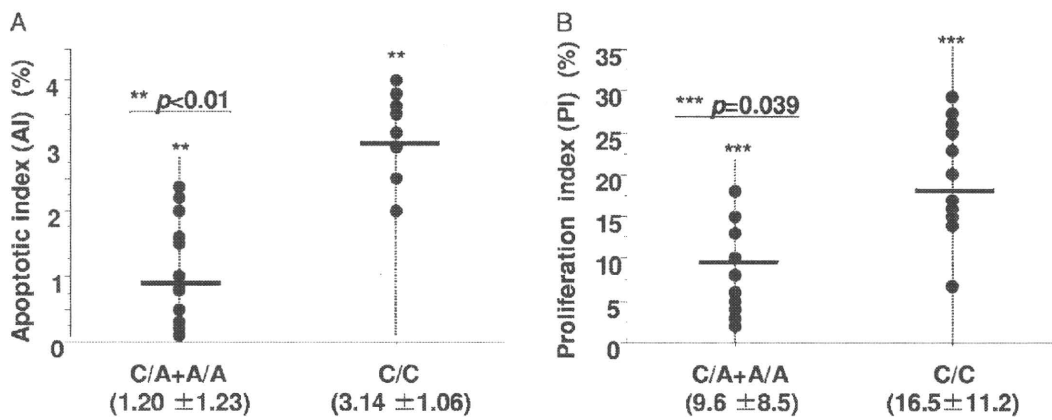 A
Apoptotic index (AI) (%)
4
3
2
1
0
** p<0.01
**
**
C/A+A/A
(1.20 ±1.23)
C/C
(3.14 ±1.06)
B
Proliferation index (PI) (%)
35
30
25
20
15
10
5
0
*** p=0.039
***
***
C/A+A/A
(9.6 ±8.5)
C/C
(16.5±11.2)